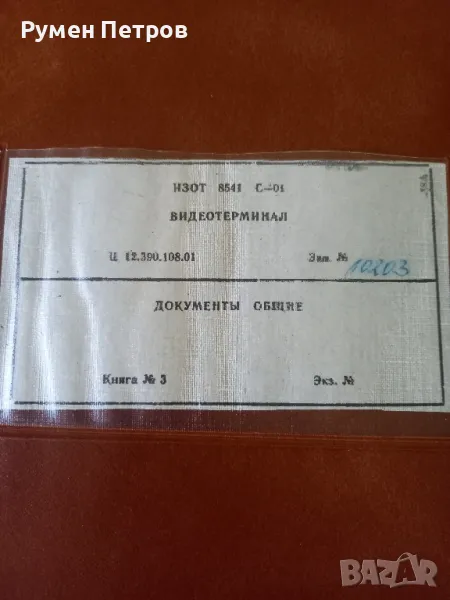 Румен Петров
ИЗОТ 8541 С-01
ВИДЕОТЕРМИНАЛ
Ц 12.390.108.01 Зав. № 10203
ДОКУМЕНТЫ ОБЩИЕ
Книга № 3 Экз. №
BAZAR